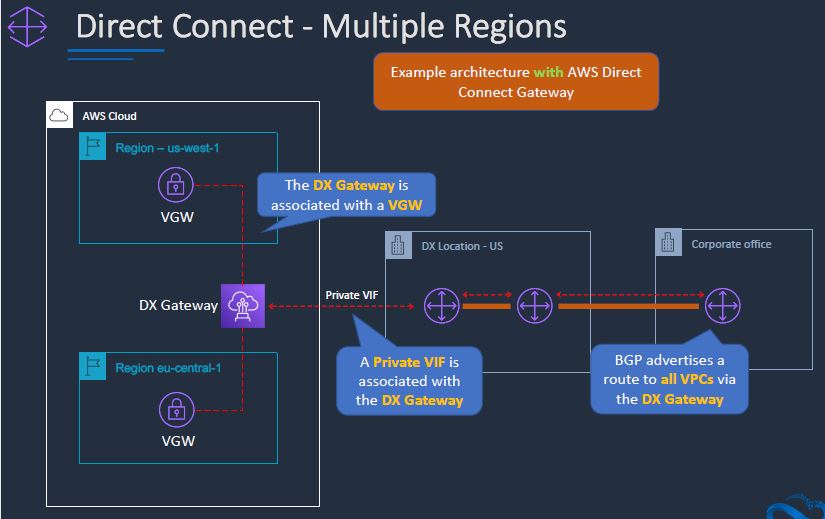 Direct Connect - Multiple Regions
Example architecture with AWS Direct
Connect Gateway
AWS Cloud
Region – us-west-1
VGW
The DX Gateway is
associated with a VGW
DX Location - US
Corporate office
DX Gateway
Private VIF
A Private VIF is
associated with
the DX Gateway
BGP advertises a
route to all VPCs via
the DX Gateway
Region eu-central-1
VGW